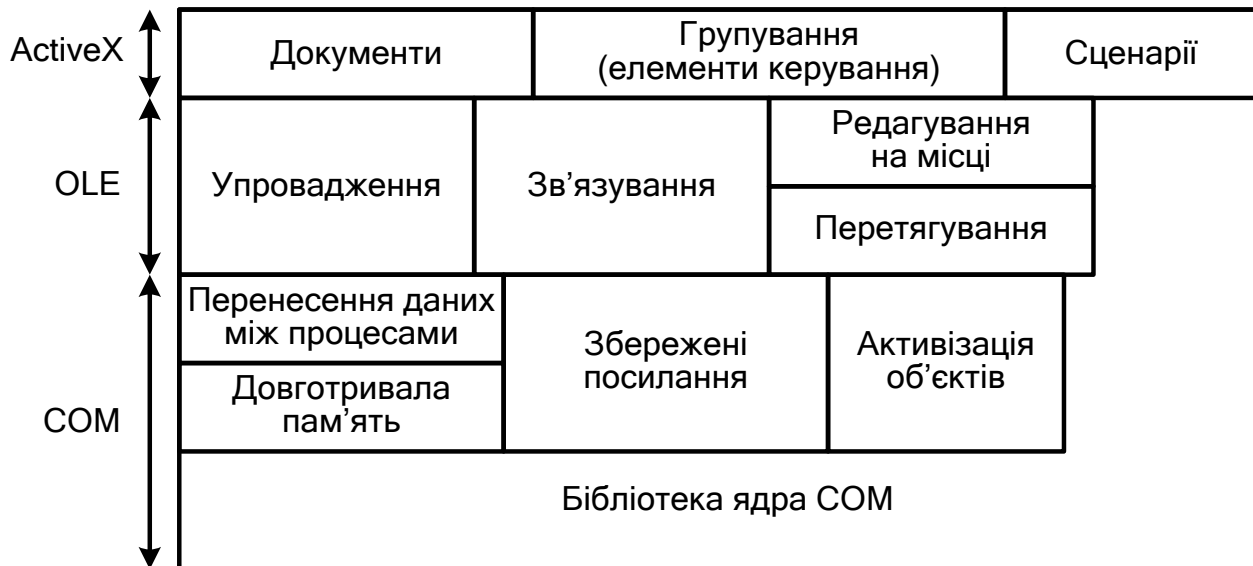 ActiveX
Документи
Групування
(елементи керування)
Сценарії
OLE
Упровадження
Зв’язування
Редагування
на місці
Перетягування
COM
Перенесення даних
між процесами
Довготривала
пам’ять
Збережені
посилання
Активізація
об’єктів
Бібліотека ядра COM